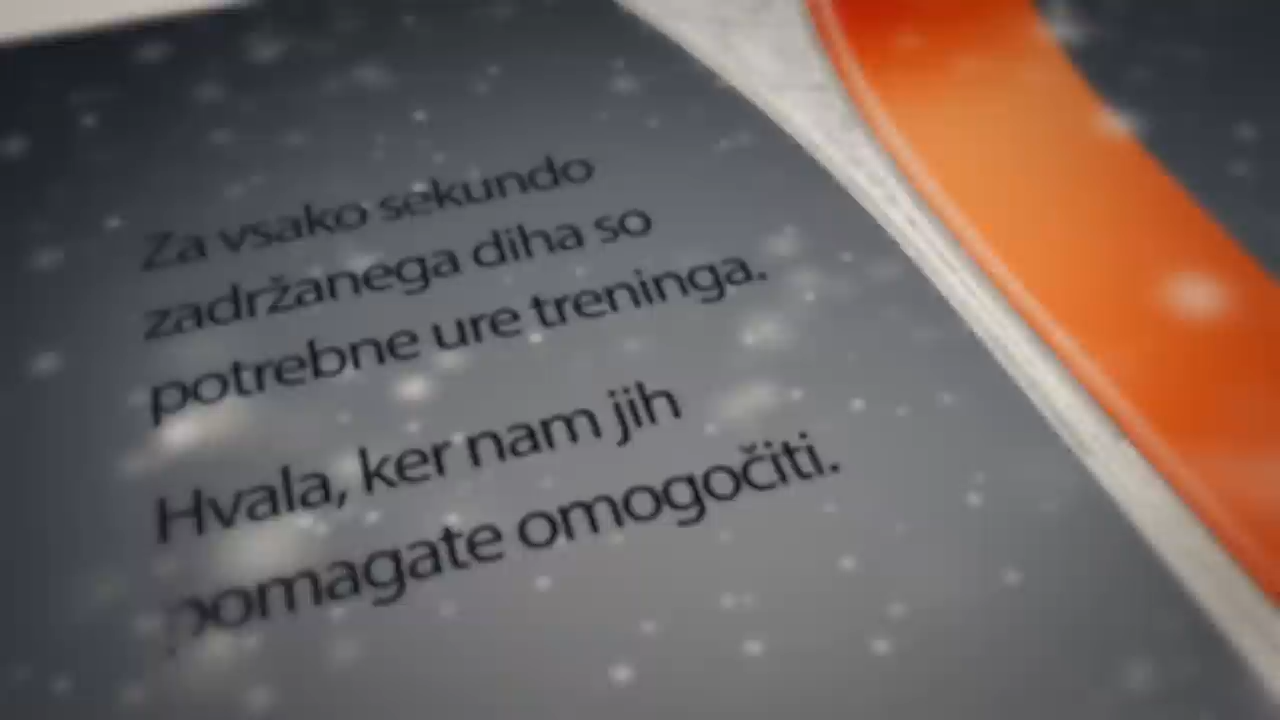 Za vsako sekundo
zadržanega diha so
potrebne ure treninga.
Hvala, ker nam jih
pomagate omogočiti.